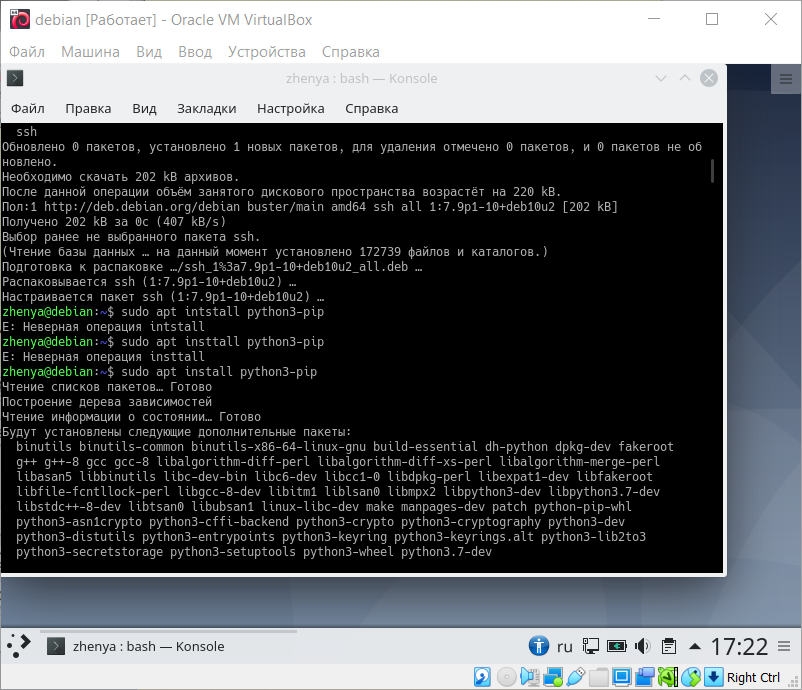 debian [Работает] - Oracle VM VirtualBox
Файл Машина Вид Ввод Устройства Справка
zhenya : bash — Konsole
Файл Правка Вид Закладки Настройка Справка
ssh
Обновлено 0 пакетов, установлено 1 новых пакетов, для удаления отмечено 0 пакетов, и 0 пакетов не об
новлено.
Необходимо скачать 202 kB архивов.
После данной операции объём занятого дискового пространства возрастёт на 220 kB.
Пол:1 http://deb.debian.org/debian buster/main amd64 ssh all 1:7.9p1-10+deb10u2 [202 kB]
Получено 202 kB за 0с (407 kB/s)
Выбор ранее не выбранного пакета ssh.
(Чтение базы данных … на данный момент установлено 172739 файлов и каталогов.)
Подготовка к распаковке …/ssh_1%3a7.9p1-10+deb10u2_all.deb …
Распаковывается ssh (1:7.9p1-10+deb10u2) …
Настраивается пакет ssh (1:7.9p1-10+deb10u2) …
zhenya@debian:~$ sudo apt intstall python3-pip
E: Неверная операция intstall
zhenya@debian:~$ sudo apt insttall python3-pip
E: Неверная операция insttall
zhenya@debian:~$ sudo apt install python3-pip
Чтение списков пакетов… Готово
Построение дерева зависимостей
Чтение информации о состоянии… Готово
Будут установлены следующие дополнительные пакеты:
binutils binutils-common binutils-x86-64-linux-gnu build-essential dh-python dpkg-dev fakeroot
g++ g++-8 gcc gcc-8 libalgorithm-diff-perl libalgorithm-diff-xs-perl libalgorithm-merge-perl
libasan5 libbinutils libc-dev-bin libc6-dev libcc1-0 libdpkg-perl libexpat1-dev libfakeroot
libfile-fcntllock-perl libgcc-8-dev libitm1 liblsan0 libmpx2 libpython3-dev libpython3.7-dev
libstdc++-8-dev libtsan0 libubsan1 linux-libc-dev make manpages-dev patch python-pip-whl
python3-asn1crypto python3-cffi-backend python3-crypto python3-cryptography python3-dev
python3-distutils python3-entrypoints python3-keyring python3-keyrings.alt python3-lib2to3
python3-secretstorage python3-setuptools python3-wheel python3.7-dev
zhenya : bash — Konsole
ru
17:22
Right Ctrl